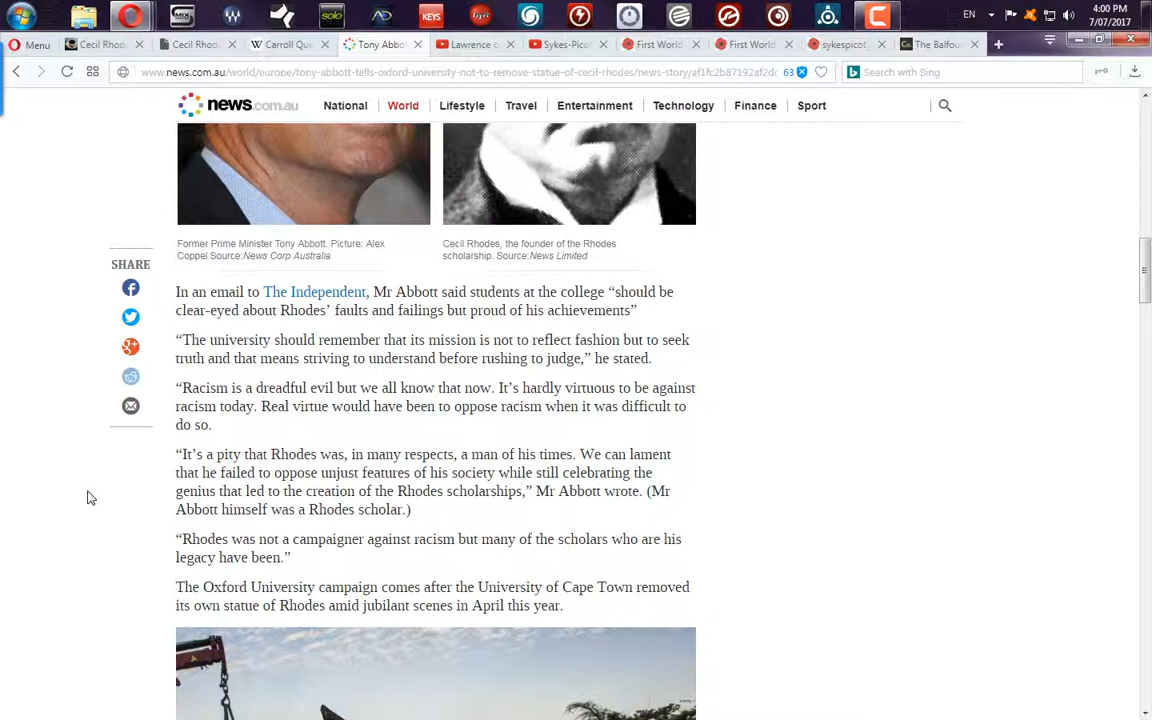 EN
4:00 PM
7/07/2017
MIX
solo
AD
KEYS
Menu
Cecil Rhod
Cecil Rhod
Carroll Qui
Tony Abbo
Lawrence o
Sykes-Pico
First World
First World
sykespicot
The Balfour
www.news.com.au/world/europe/tony-abbott-tells-oxford-university-not-to-remove-statue-of-cecil-rhodes/news-story/af1fc2b87192af2dc
63
Search with Bing
news.com.au
National
World
Lifestyle
Travel
Entertainment
Technology
Finance
Sport
Former Prime Minister Tony Abbott. Picture: Alex
Coppel Source:News Corp Australia
Cecil Rhodes, the founder of the Rhodes
scholarship. Source:News Limited
SHARE
In an email to The Independent, Mr Abbott said students at the college “should be
clear-eyed about Rhodes’ faults and failings but proud of his achievements”
“The university should remember that its mission is not to reflect fashion but to seek
truth and that means striving to understand before rushing to judge,” he stated.
“Racism is a dreadful evil but we all know that now. It’s hardly virtuous to be against
racism today. Real virtue would have been to oppose racism when it was difficult to
do so.
“It’s a pity that Rhodes was, in many respects, a man of his times. We can lament
that he failed to oppose unjust features of his society while still celebrating the
genius that led to the creation of the Rhodes scholarships,” Mr Abbott wrote. (Mr
Abbott himself was a Rhodes scholar.)
“Rhodes was not a campaigner against racism but many of the scholars who are his
legacy have been.”
The Oxford University campaign comes after the University of Cape Town removed
its own statue of Rhodes amid jubilant scenes in April this year.